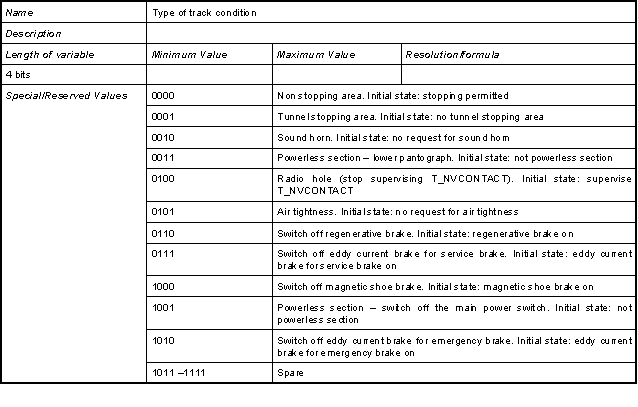 Name Type of track condition
Description
Length of variable Minimum Value Maximum Value Resolution/formula
4 bits
Special/Reserved Values 0000 Non stopping area. Initial state: stopping permitted
0001 Tunnel stopping area. Initial state: no tunnel stopping area
0010 Sound horn. Initial state: no request for sound horn
0011 Powerless section – lower pantograph. Initial state: not powerless section
0100 Radio hole (stop supervising T_NVCONTACT). Initial state: supervise
T_NVCONTACT
0101 Air tightness. Initial state: no request for air tightness
0110 Switch off regenerative brake. Initial state: regenerative brake on
0111 Switch off eddy current brake for service brake. Initial state: eddy current
brake for service brake on
1000 Switch off magnetic shoe brake. Initial state: magnetic shoe brake on
1001 Powerless section – switch off the main power switch. Initial state: not
powerless section
1010 Switch off eddy current brake for emergency brake. Initial state: eddy current
brake for emergency brake on
1011 –1111 Spare